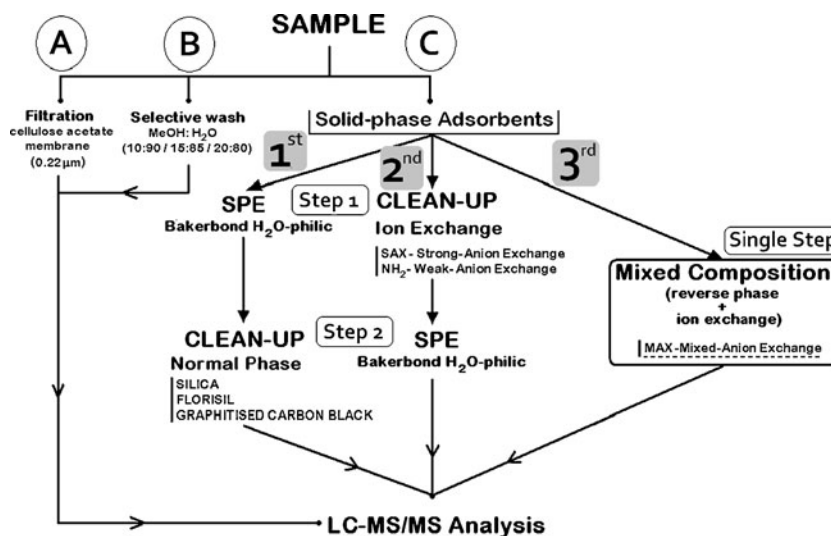 SAMPLE
A
B
C
Filtration
cellulose acetate
membrane
(0.22µm)
Selective wash
MeOH: H₂O
(10:90 / 15:85 / 20:80)
Solid-phase Adsorbents
1st
2nd
3rd
Step 1
SPE
Bakerbond H₂O-philic
CLEAN-UP
Ion Exchange
SAX - Strong-Anion Exchange
NH₂- Weak- Anion Exchange
Single Step
Mixed Composition
(reverse phase
+
ion exchange)
MAX -Mixed-Anion Exchange
Step 2
CLEAN-UP
Normal Phase
SILICA
FLORISIL
GRAPHITISED CARBON BLACK
SPE
Bakerbond H₂O-philic
LC-MS/MS Analysis